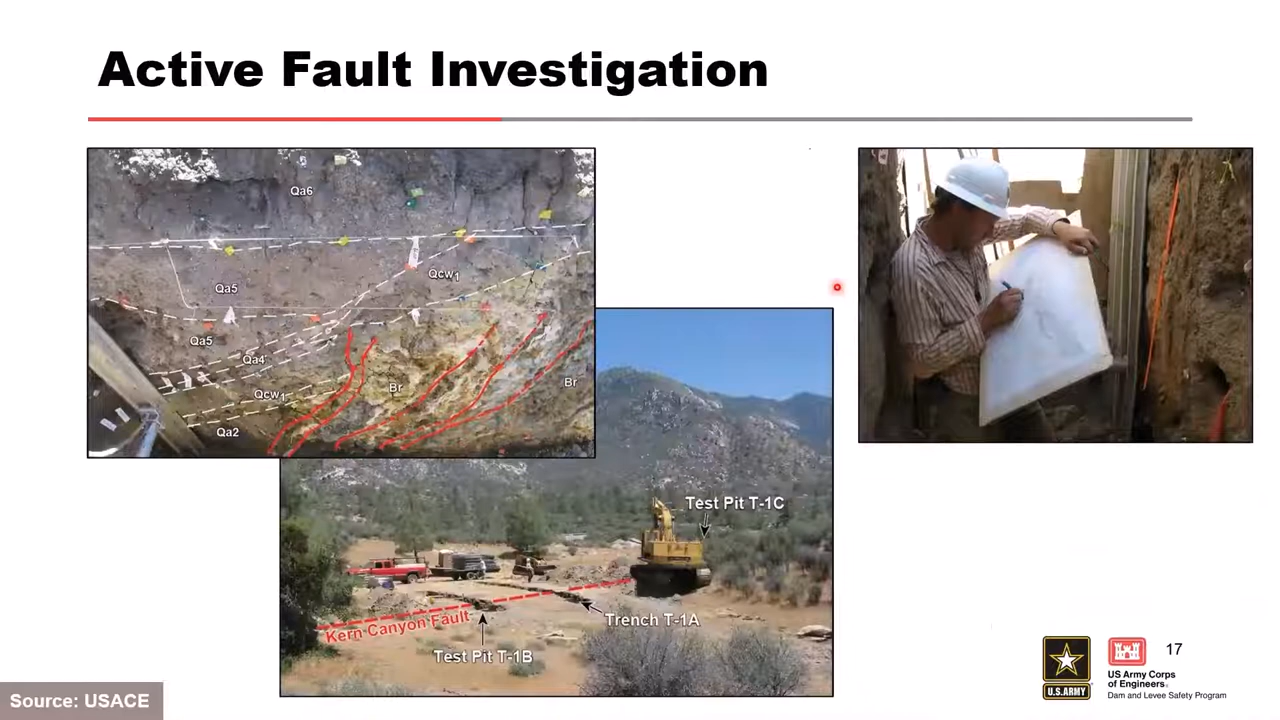 Active Fault Investigation
Qa6
Qcw1
Qa5
Qa5
Qa4
Br
Br
Qcw1
Qa2
Test Pit T-1C
Kern Canyon Fault
Trench T-1A
Test Pit T-1B
U.S.ARMY
US Army Corps
of Engineers®
Dam and Levee Safety Program
17
Source: USACE